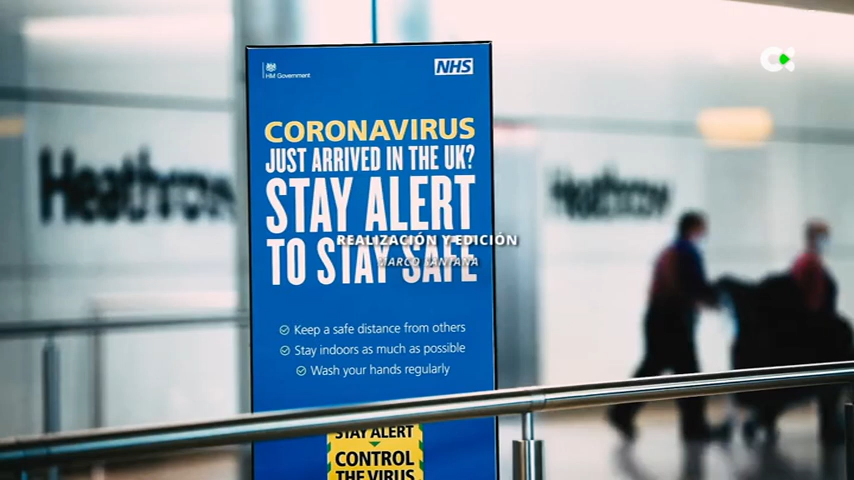 HM Government
NHS
CORONAVIRUS
JUST ARRIVED IN THE UK?
STAY ALERT
TO STAY SAFE
REALIZACIÓN Y EDICIÓN
MARCO SANTANA
Keep a safe distance from others
Stay indoors as much as possible
Wash your hands regularly
STAY ALERT
CONTROL
THE VIRUS
Heathrow
Heathrow